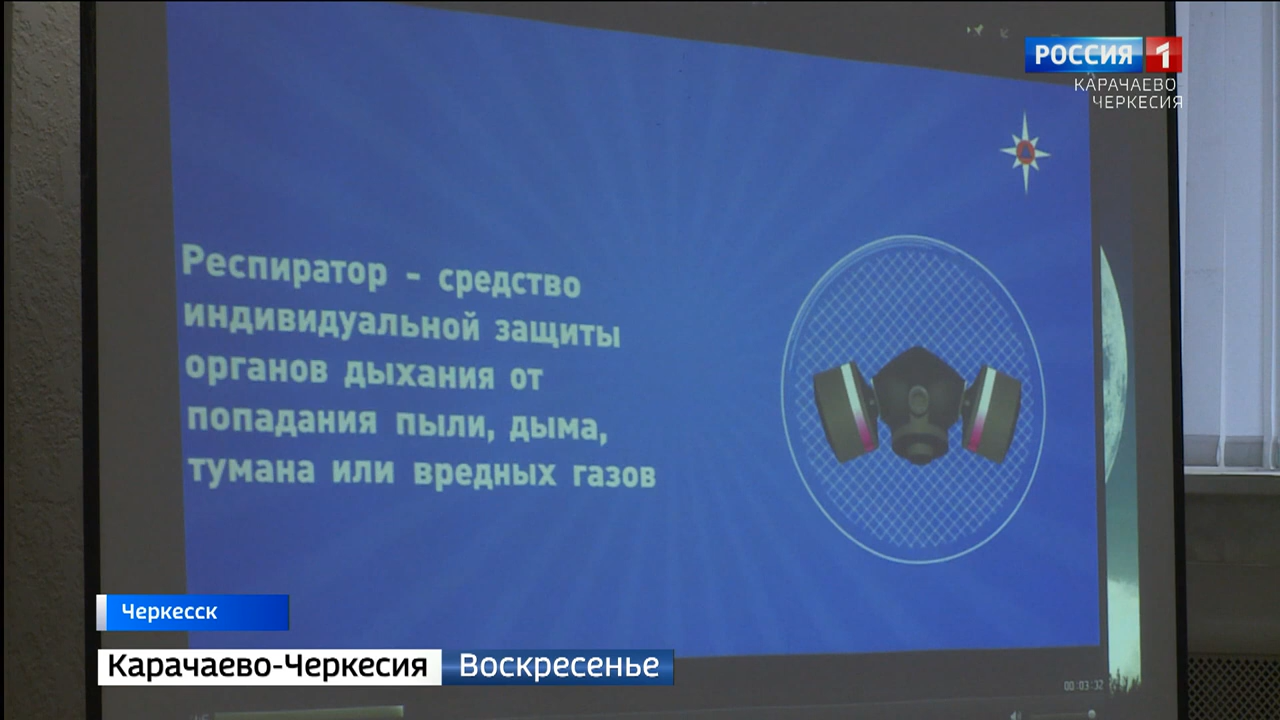 РОССИЯ 1
КАРАЧАЕВО
ЧЕРКЕСИЯ
Респиратор - средство
индивидуальной защиты
органов дыхания от
попадания пыли, дыма,
тумана или вредных газов
Черкесск
Карачаево-Черкесия Воскресенье
00:03:32